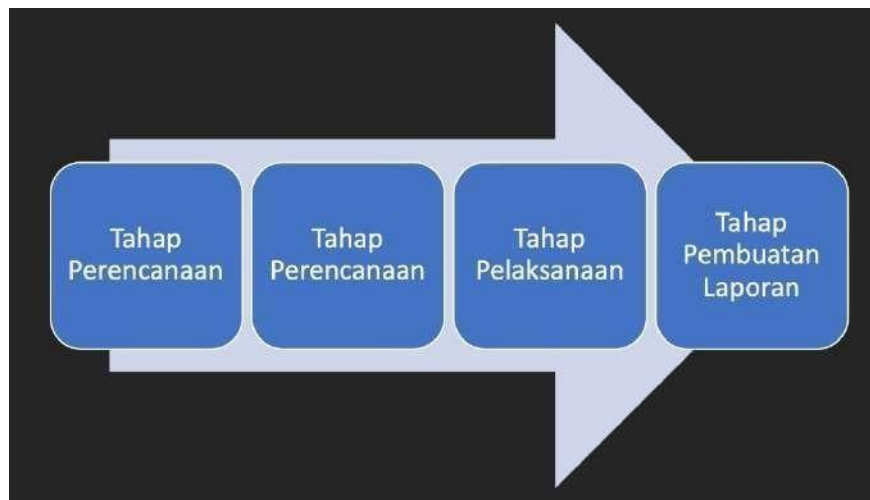 Tahap
Perencanaan
Tahap
Perencanaan
Tahap
Pelaksanaan
Tahap
Pembuatan
Laporan